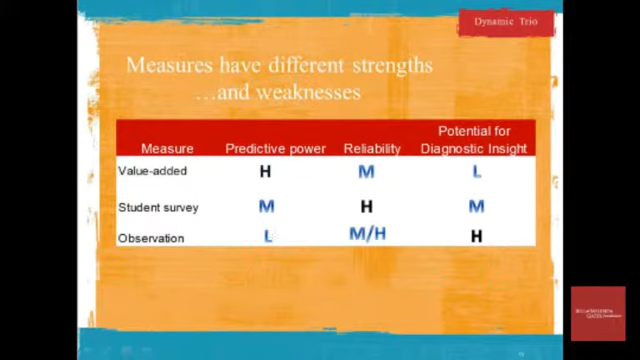 Dynamic Trio
Measures have different strengths
…and weaknesses
Potential for
Measure Predictive power Reliability Diagnostic Insight
Value-added H M L
Student survey M H M
Observation L M/H H